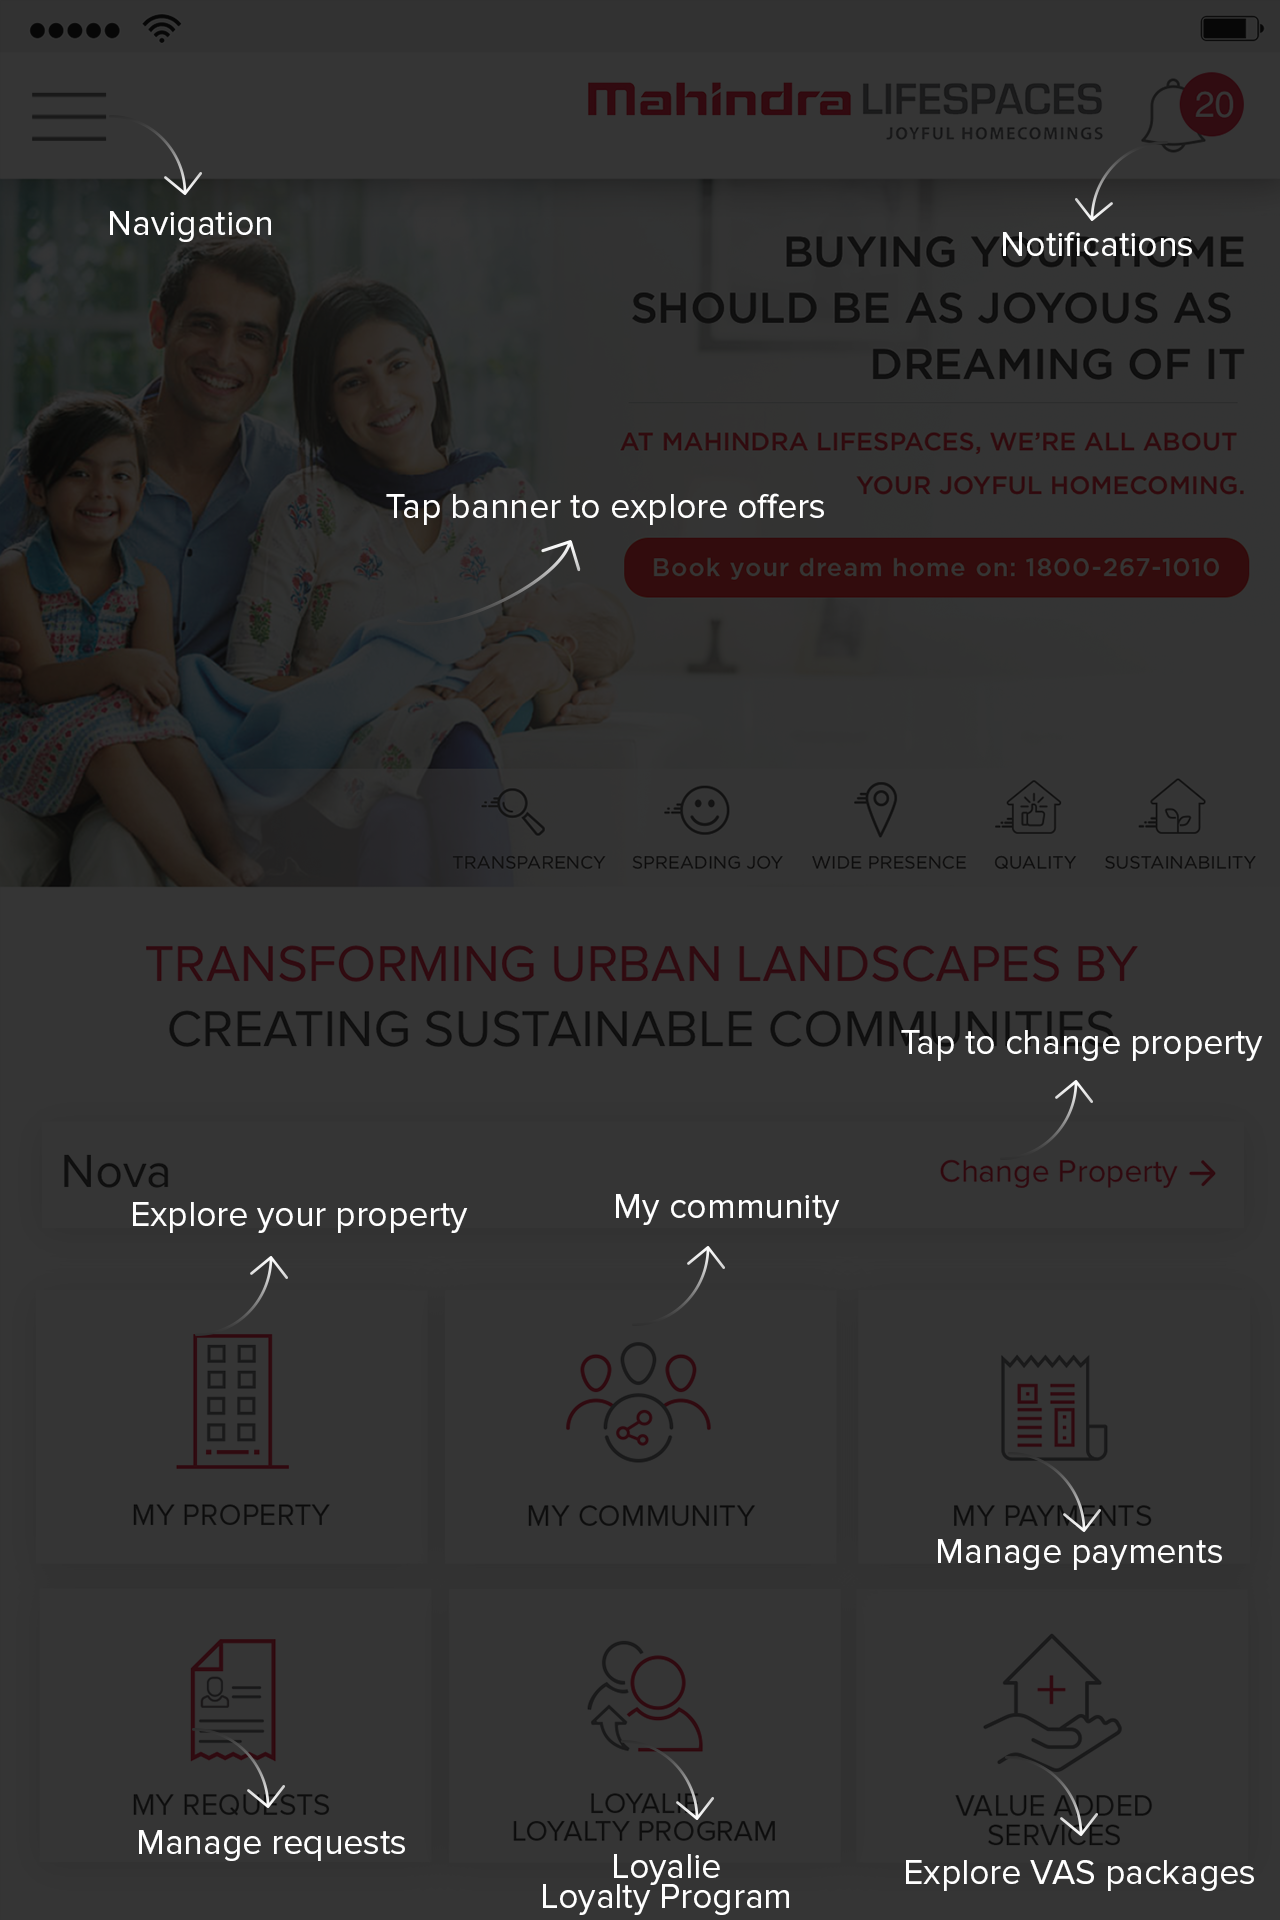 mahindra LIFESPACES
JOYFUL HOMECOMINGS
20
Navigation
Notifications
BUYING YOUR HOME
SHOULD BE AS JOYOUS AS
DREAMING OF IT
AT MAHINDRA LIFESPACES, WE'RE ALL ABOUT
YOUR JOYFUL HOMECOMING.
Tap banner to explore offers
Book your dream home on: 1800-267-1010
TRANSPARENCY
SPREADING JOY
WIDE PRESENCE
QUALITY
SUSTAINABILITY
TRANSFORMING URBAN LANDSCAPES BY
CREATING SUSTAINABLE COMMUNITIES
Tap to change property
Nova
Change Property
Explore your property
My community
MY PROPERTY
MY COMMUNITY
MY PAYMENTS
Manage payments
MY REQUESTS
Manage requests
LOYALIE
LOYALTY PROGRAM
Loyalie
Loyalty Program
VALUE ADDED
SERVICES
Explore VAS packages